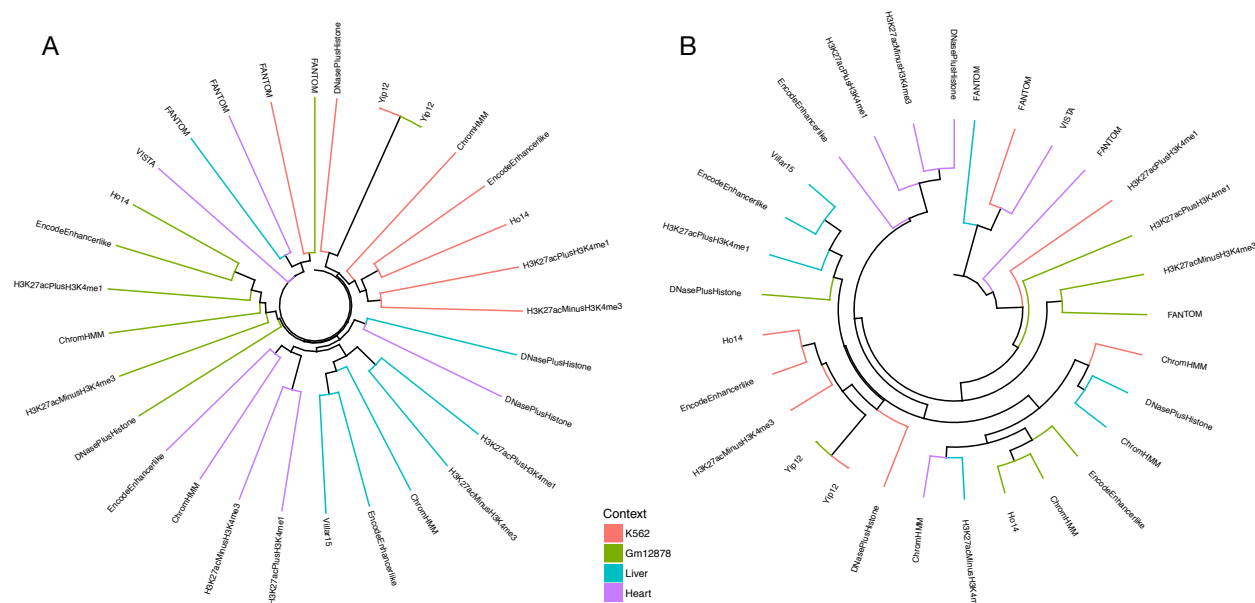 A
FANTOM
FANTOM
FANTOM
FANTOM
DNasePlusHistone
Yip12
Yip12
ChromHMM
EncodeEnhancerlike
Ho14
H3K27acPlusH3K4me1
H3K27acMinusH3K4me3
DNasePlusHistone
DNasePlusHistone
H3K27acPlusH3K4me1
H3K27acMinusH3K4me3
ChromHMM
EncodeEnhancerlike
Villar15
H3K27acPlusH3K4me1
H3K27acMinusH3K4me3
ChromHMM
EncodeEnhancerlike
DNasePlusHistone
H3K27acMinusH3K4me3
ChromHMM
H3K27acPlusH3K4me1
EncodeEnhancerlike
Ho14
VISTA
Context
K562
Gm12878
Liver
Heart
B
DNasePlusHistone
FANTOM
FANTOM
VISTA
FANTOM
H3K27acPlusH3K4me1
H3K27acPlusH3K4me1
H3K27acMinusH3K4me3
FANTOM
ChromHMM
DNasePlusHistone
ChromHMM
EncodeEnhancerlike
ChromHMM
Ho14
H3K27acMinusH3K4me
ChromHMM
DNasePlusHistone
Yip12
Yip12
H3K27acMinusH3K4me3
EncodeEnhancerlike
Ho14
DNasePlusHistone
H3K27acPlusH3K4me1
EncodeEnhancerlike
Villar15
EncodeEnhancerlike
H3K27acPlusH3K4me1
H3K27acMinusH3K4me3